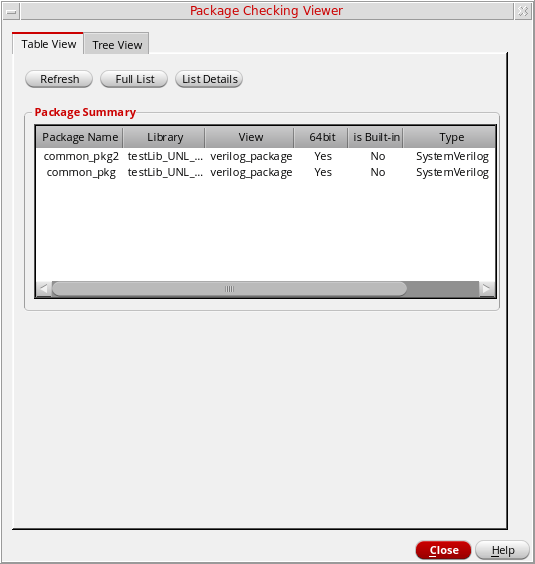 Package Checking Viewer
Table View Tree View
Refresh Full List List Details
Package Summary
Package Name Library View 64bit is Built-in Type
common_pkg2 testLib_UNL_... verilog_package Yes No SystemVerilog
common_pkg testLib_UNL_... verilog_package Yes No SystemVerilog
Close Help